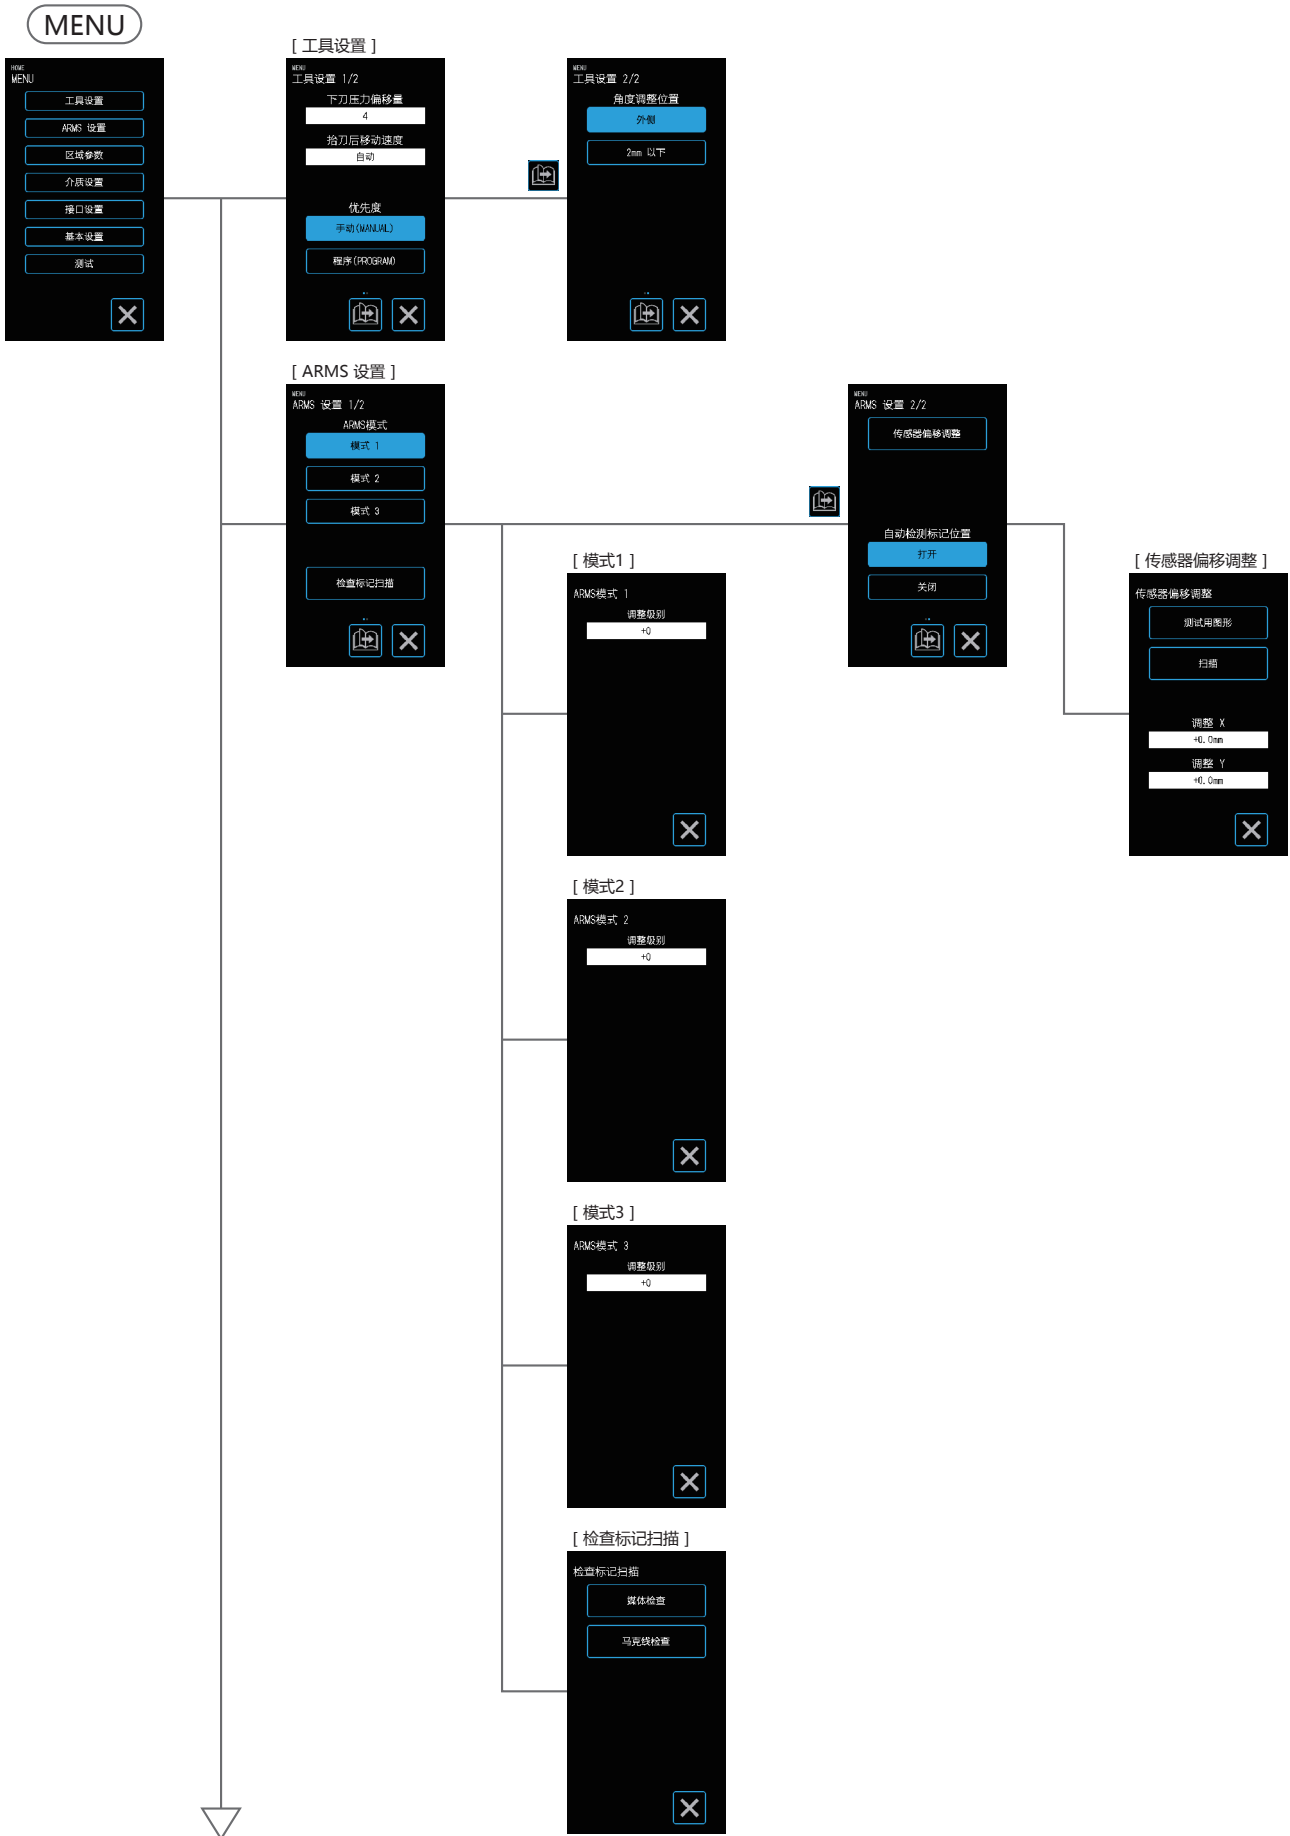 MENU
HOME
MENU
工具设置
ARMS 设置
区域参数
介质设置
接口设置
基本设置
测试
[ 工具设置 ]
MENU
工具设置 1/2
下刀压力偏移量
4
抬刀后移动速度
自动
优先度
手动(MANUAL)
程序(PROGRAM)
MENU
工具设置 2/2
角度调整位置
外侧
2mm 以下
[ ARMS 设置 ]
MENU
ARMS 设置 1/2
ARMS模式
模式 1
模式 2
模式 3
检查标记扫描
MENU
ARMS 设置 2/2
传感器偏移调整
自动检测标记位置
打开
关闭
[ 传感器偏移调整 ]
传感器偏移调整
测试用图形
扫描
调整 X
+0.0mm
调整 Y
+0.0mm
[ 模式1 ]
ARMS模式 1
调整级别
+0
[ 模式2 ]
ARMS模式 2
调整级别
+0
[ 模式3 ]
ARMS模式 3
调整级别
+0
[ 检查标记扫描 ]
检查标记扫描
媒体检查
马克线检查